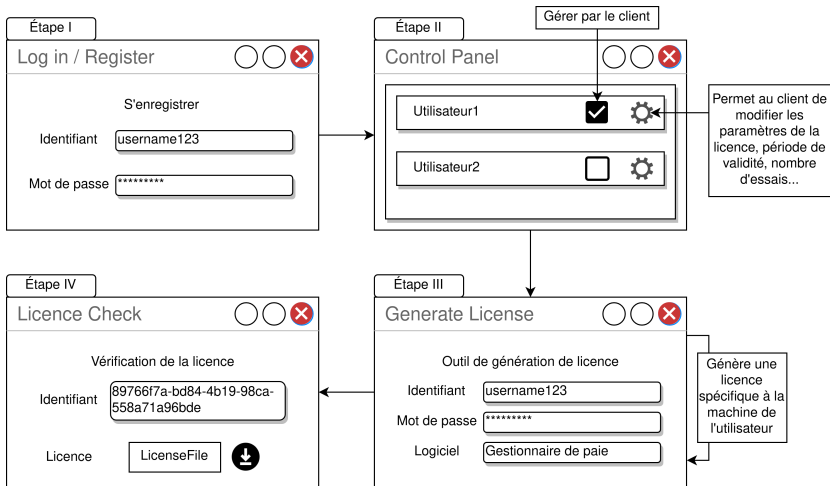 Étape I
Log in / Register
S'enregistrer
Identifiant
username123
Mot de passe
*********
Étape II
Gérer par le client
Control Panel
Utilisateur1
Utilisateur2
Permet au client de
modifier les
paramètres de la
licence, période de
validité, nombre
d'essais...
Étape III
Generate License
Outil de génération de licence
Identifiant
username123
Mot de passe
*********
Logiciel
Gestionnaire de paie
Génère une
licence
spécifique à la
machine de
l'utilisateur
Étape IV
Licence Check
Vérification de la licence
Identifiant
89766f7a-bd84-4b19-98ca-
558a71a96bde
Licence
LicenseFile